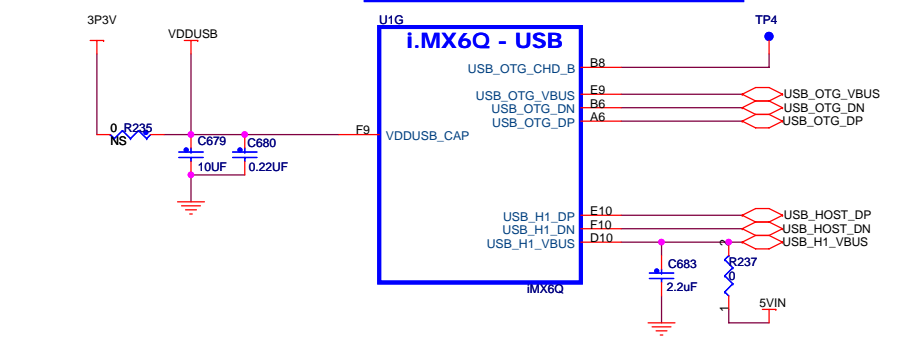 U1G
3P3V
TP4
VDDUSB
i.MX6Q - USB
USB_OTG_CHD_B
B8
USB_OTG_VBUS
E9
USB_OTG_VBUS
USB_OTG_DN
B6
USB_OTG_DN
USB_OTG_DP
A6
USB_OTG_DP
0
R235
NS
F9
VDDUSB_CAP
C679
C680
10UF
0.22UF
USB_H1_DP
E10
USB_HOST_DP
USB_H1_DN
F10
USB_HOST_DN
USB_H1_VBUS
D10
USB_H1_VBUS
2
C683
R237
0
2.2uF
iMX6Q
1
5VIN